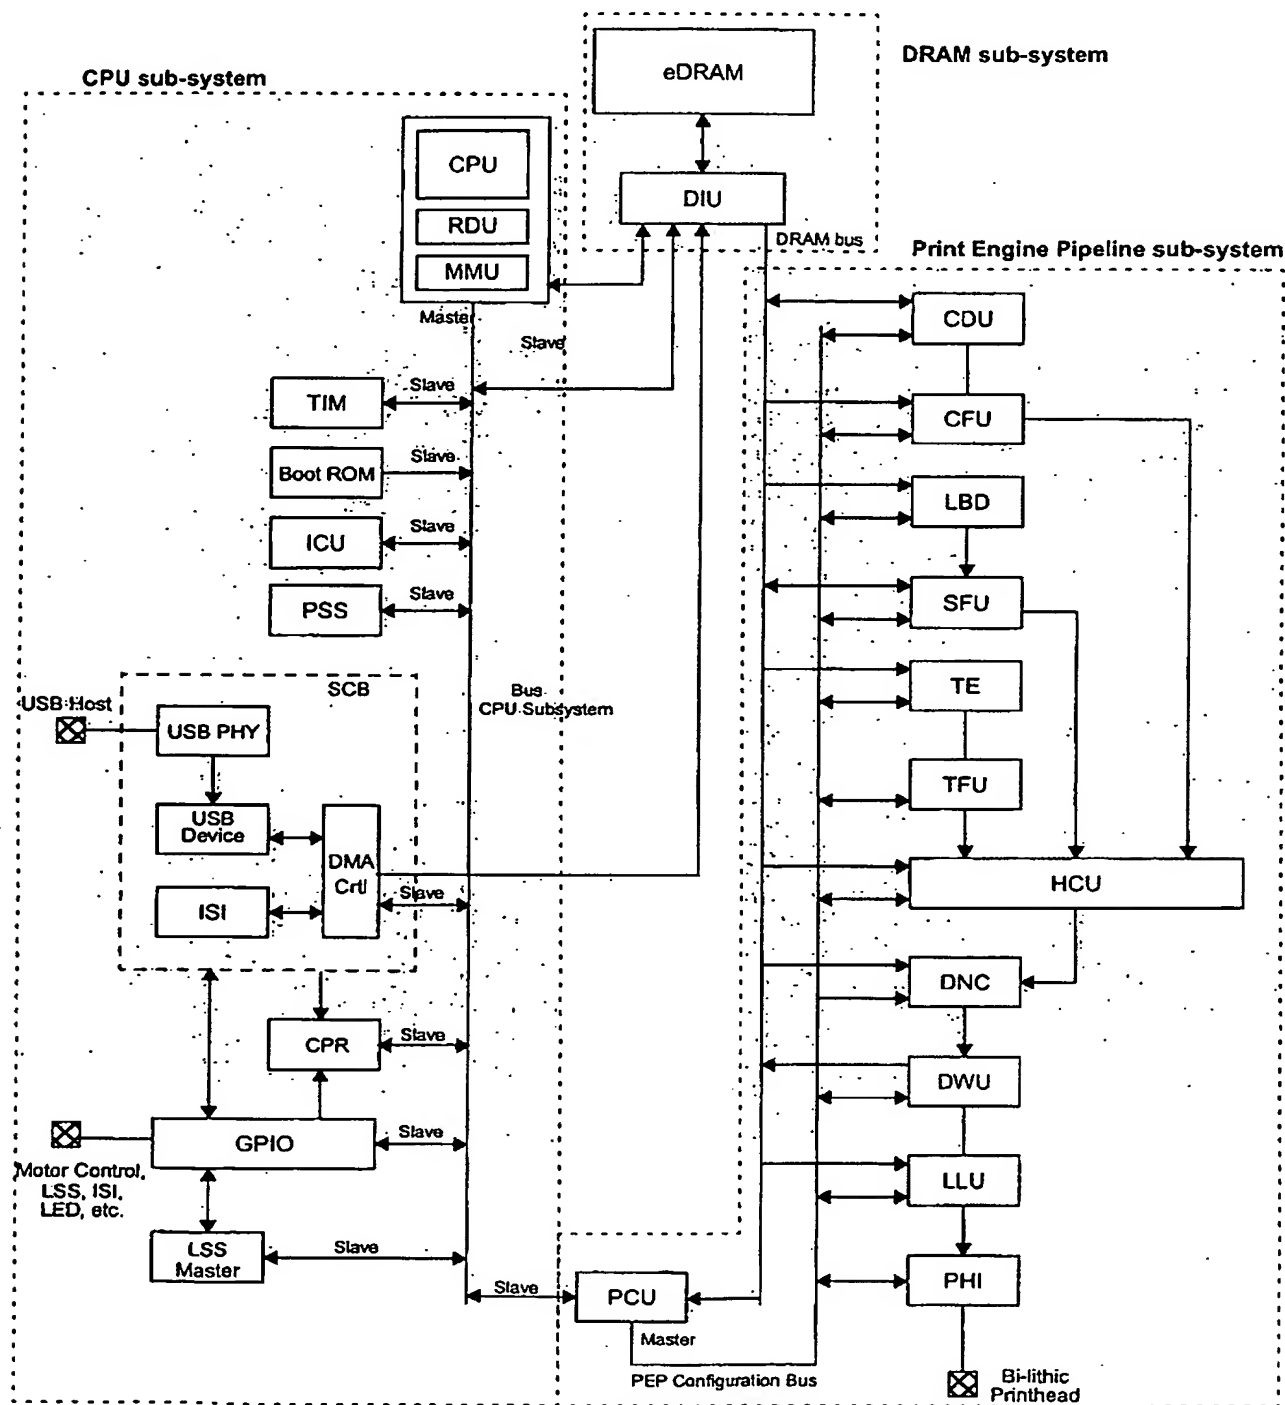 CPU sub-system
DRAM sub-system
eDRAM
CPU
RDU
MMU
Master
DIU
DRAM bus
Print Engine Pipeline sub-system
Slave
TIM
Slave
Boot ROM
Slave
ICU
Slave
PSS
Slave
CDU
CFU
LBD
SFU
TE
TFU
HCU
DNC
DWU
LLU
PHI
SCB
USB Host
USB PHY
USB
Device
DMA
Crtl
ISI
Slave
Bus
CPU Subsystem
CPR
Slave
GPIO
Slave
Motor Control,
LSS, ISI,
LED, etc.
LSS
Master
Slave
Slave
PCU
Master
PEP Configuration Bus
Bi-lithic
Printhead